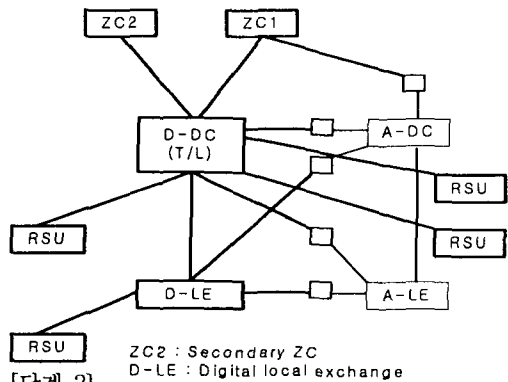 ZC2
ZC1
D-DC
(T/L)
A-DC
RSU
RSU
RSU
D-LE
A-LE
RSU
ZC2 : Secondary ZC
D-LE : Digital local exchange